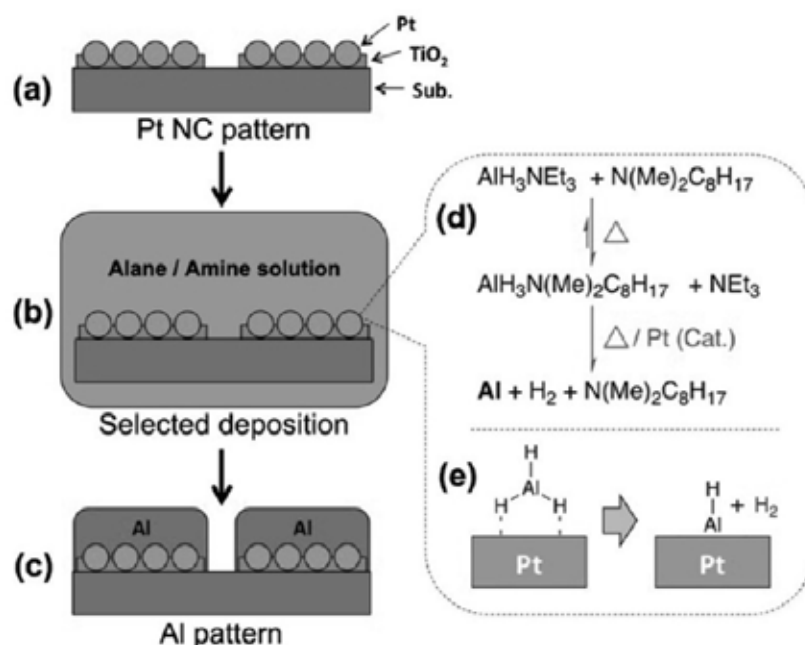 Pt
TiO₂
Sub.
(a)
Pt NC pattern
Alane / Amine solution
(b)
Selected deposition
Al Al
(c)
Al pattern
AlH₃NEt₃ + N(Me)₂C₈H₁₇
(d)
△
AlH₃N(Me)₂C₈H₁₇ + NEt₃
△ / Pt (Cat.)
Al + H₂ + N(Me)₂C₈H₁₇
(e)
H
Al
H H
Pt
H
Al + H₂
Pt